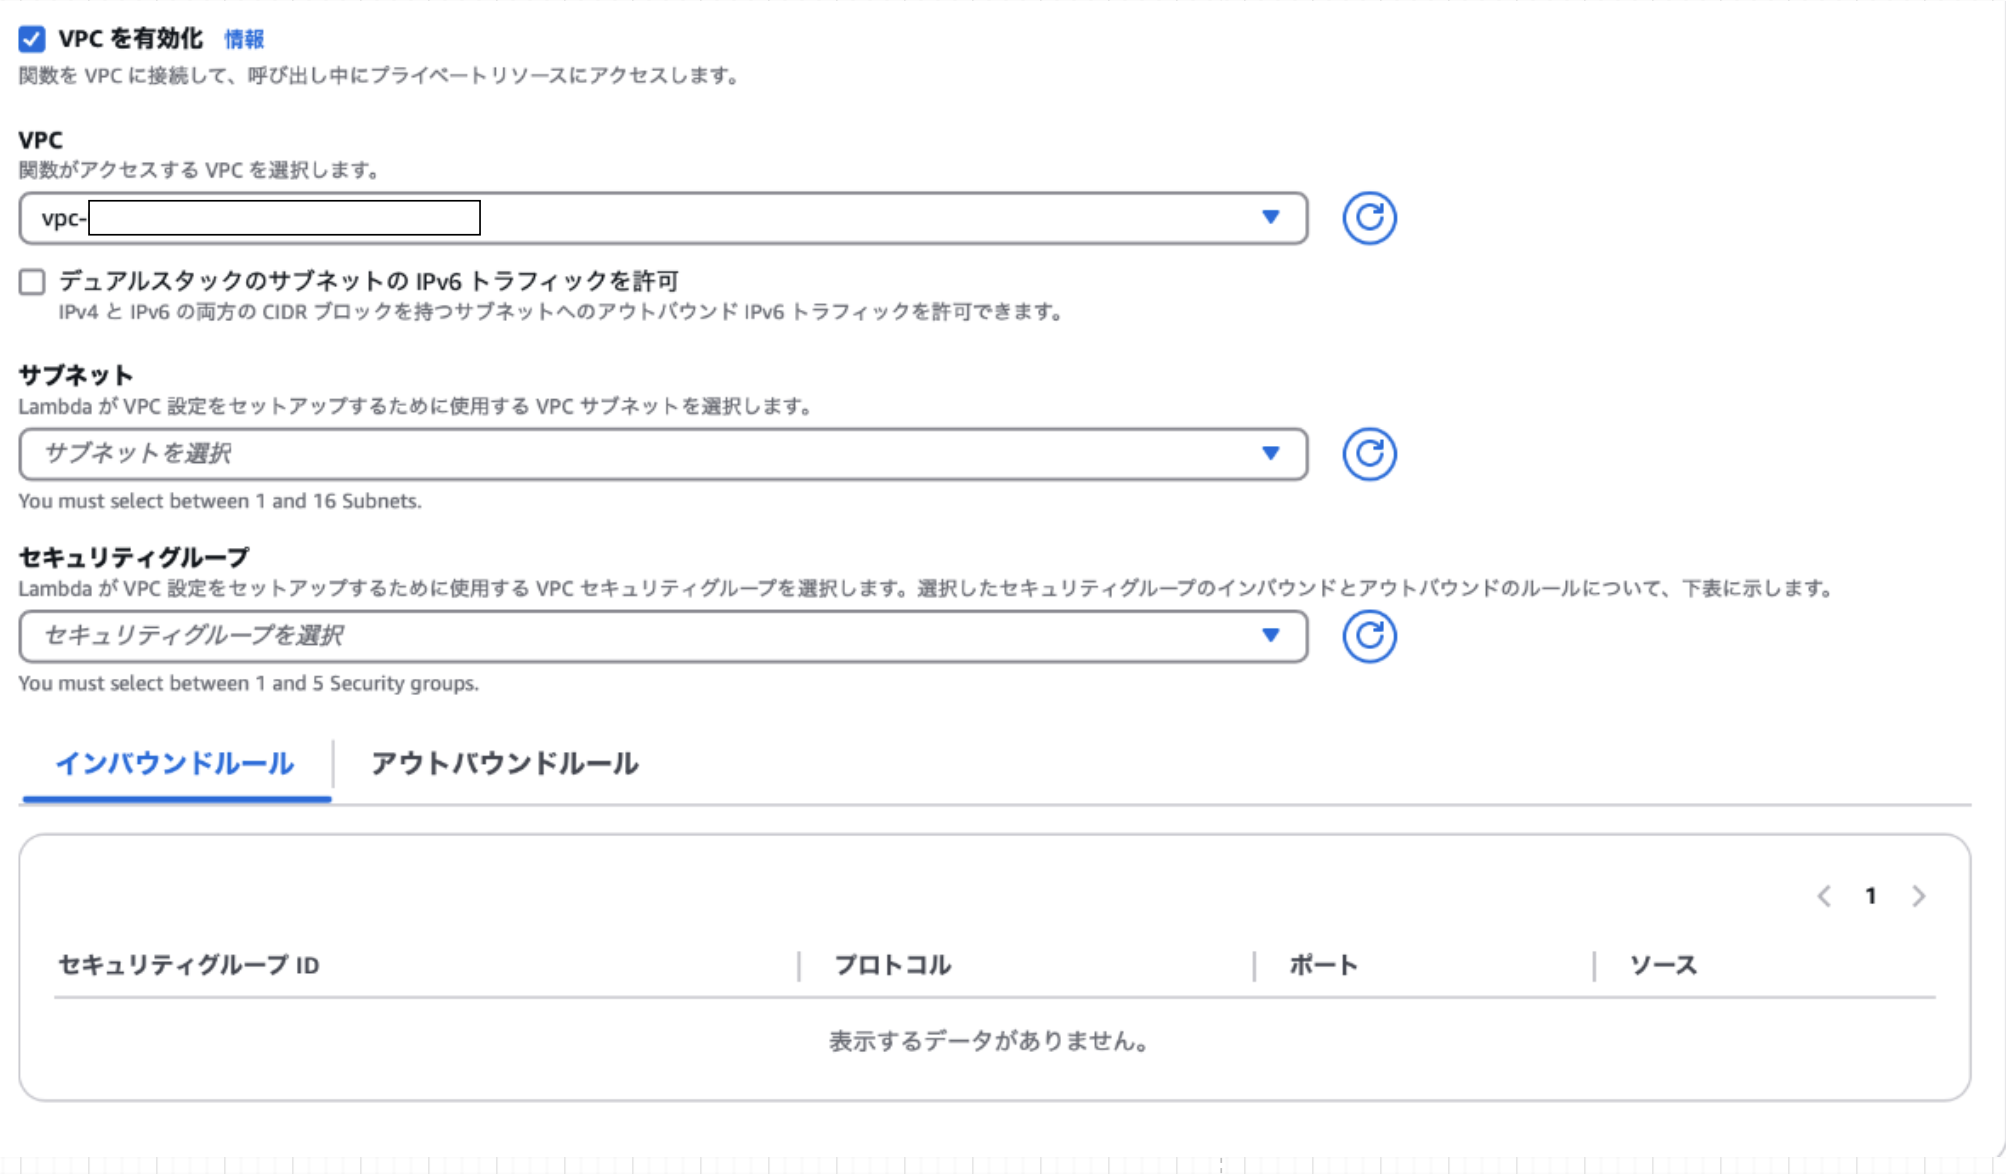 VPC を有効化 情報
関数を VPC に接続して、呼び出し中にプライベートリソースにアクセスします。
VPC
関数がアクセスする VPC を選択します。
vpc-
デュアルスタックのサブネットの IPv6 トラフィックを許可
IPv4 と IPv6 の両方の CIDR ブロックを持つサブネットへのアウトバウンド IPv6 トラフィックを許可できます。
サブネット
Lambda が VPC 設定をセットアップするために使用する VPC サブネットを選択します。
サブネットを選択
You must select between 1 and 16 Subnets.
セキュリティグループ
Lambda が VPC 設定をセットアップするために使用する VPC セキュリティグループを選択します。選択したセキュリティグループのインバウンドとアウトバウンドのルールについて、下表に示します。
セキュリティグループを選択
You must select between 1 and 5 Security groups.
インバウンドルール アウトバウンドルール
1
セキュリティグループ ID プロトコル ポート ソース
表示するデータがありません。